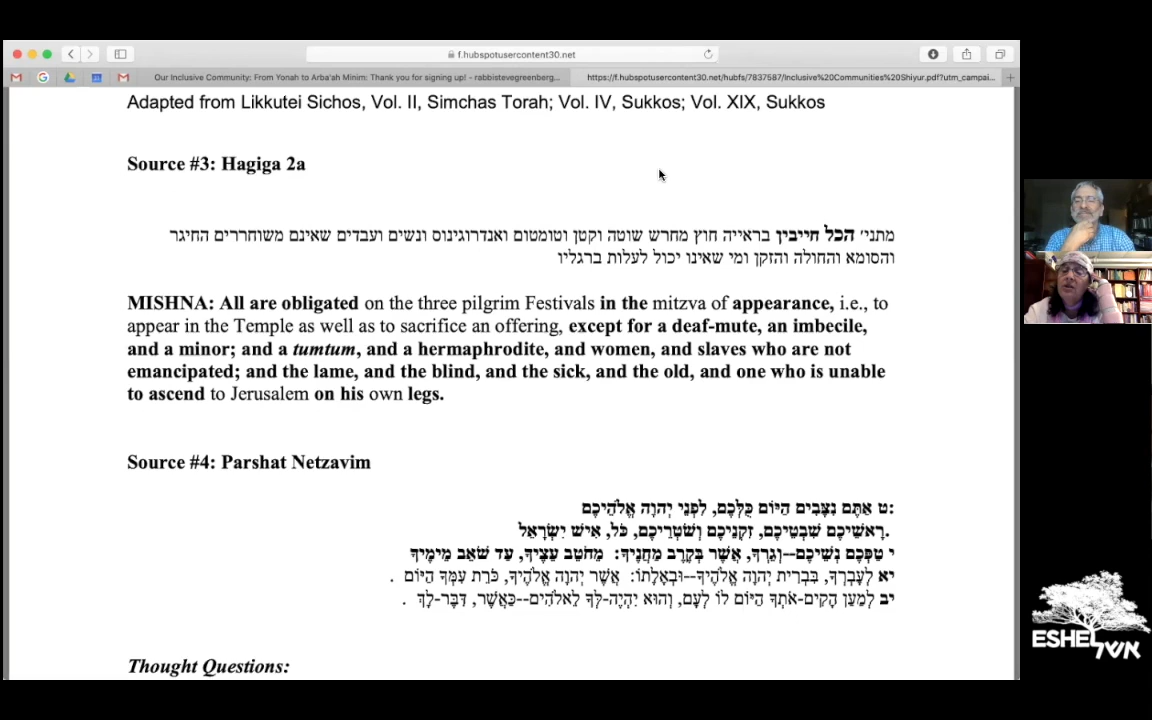 f.hubspotusercontent30.net
Our Inclusive Community: From Yonah to Arba'ah Minim: Thank you for signing up! - rabbistevegreenberg...
https://f.hubspotusercontent30.net/hubfs/7837587/Inclusive%20Communities%20Shiyur.pdf?utm_campai...
Adapted from Likkutei Sichos, Vol. II, Simchas Torah; Vol. IV, Sukkos; Vol. XIX, Sukkos
Source #3: Hagiga 2a
מתני׳ הכל חייבין בראייה חוץ מחרש שוטה וקטן וטומטום ואנדרוגינוס ונשים ועבדים שאינם משוחררים החיגר
והסומא והחולה והזקן ומי שאינו יכול לעלות ברגליו
MISHNA: All are obligated on the three pilgrim Festivals in the mitzva of appearance, i.e., to
appear in the Temple as well as to sacrifice an offering, except for a deaf-mute, an imbecile,
and a minor; and a tumtum, and a hermaphrodite, and women, and slaves who are not
emancipated; and the lame, and the blind, and the sick, and the old, and one who is unable
to ascend to Jerusalem on his own legs.
Source #4: Parshat Netzavim
:ט אַתֶּם נִצָּבִים הַיּוֹם כֻּלְּכֶם, לִפְנֵי יְהוָה אֱלֹהֵיכֶם
.רָאשֵׁיכֶם שִׁבְטֵיכֶם, זִקְנֵיכֶם וְשֹׁטְרֵיכֶם, כֹּל, אִישׁ יִשְׂרָאֵל
י טַפְּכֶם נְשֵׁיכֶם--וְגֵרְךָ, אֲשֶׁר בְּקֶרֶב מַחֲנֶיךָ: מֵחֹטֵב עֵצֶיךָ, עַד שֹׁאֵב מֵימֶיךָ
יא לְעָבְרְךָ, בִּבְרִית יְהוָה אֱלֹהֶיךָ--וּבְאָלָתוֹ: אֲשֶׁר יְהוָה אֱלֹהֶיךָ, כֹּרֵת עִמְּךָ הַיּוֹם .
יב לְמַעַן הָקִים-אֹתְךָ הַיּוֹם לוֹ לְעָם, וְהוּא יִהְיֶה-לְּךָ לֵאלֹהִים--כַּאֲשֶׁר, דִּבֶּר-לָךְ .
Thought Questions:
ESHEL אשל